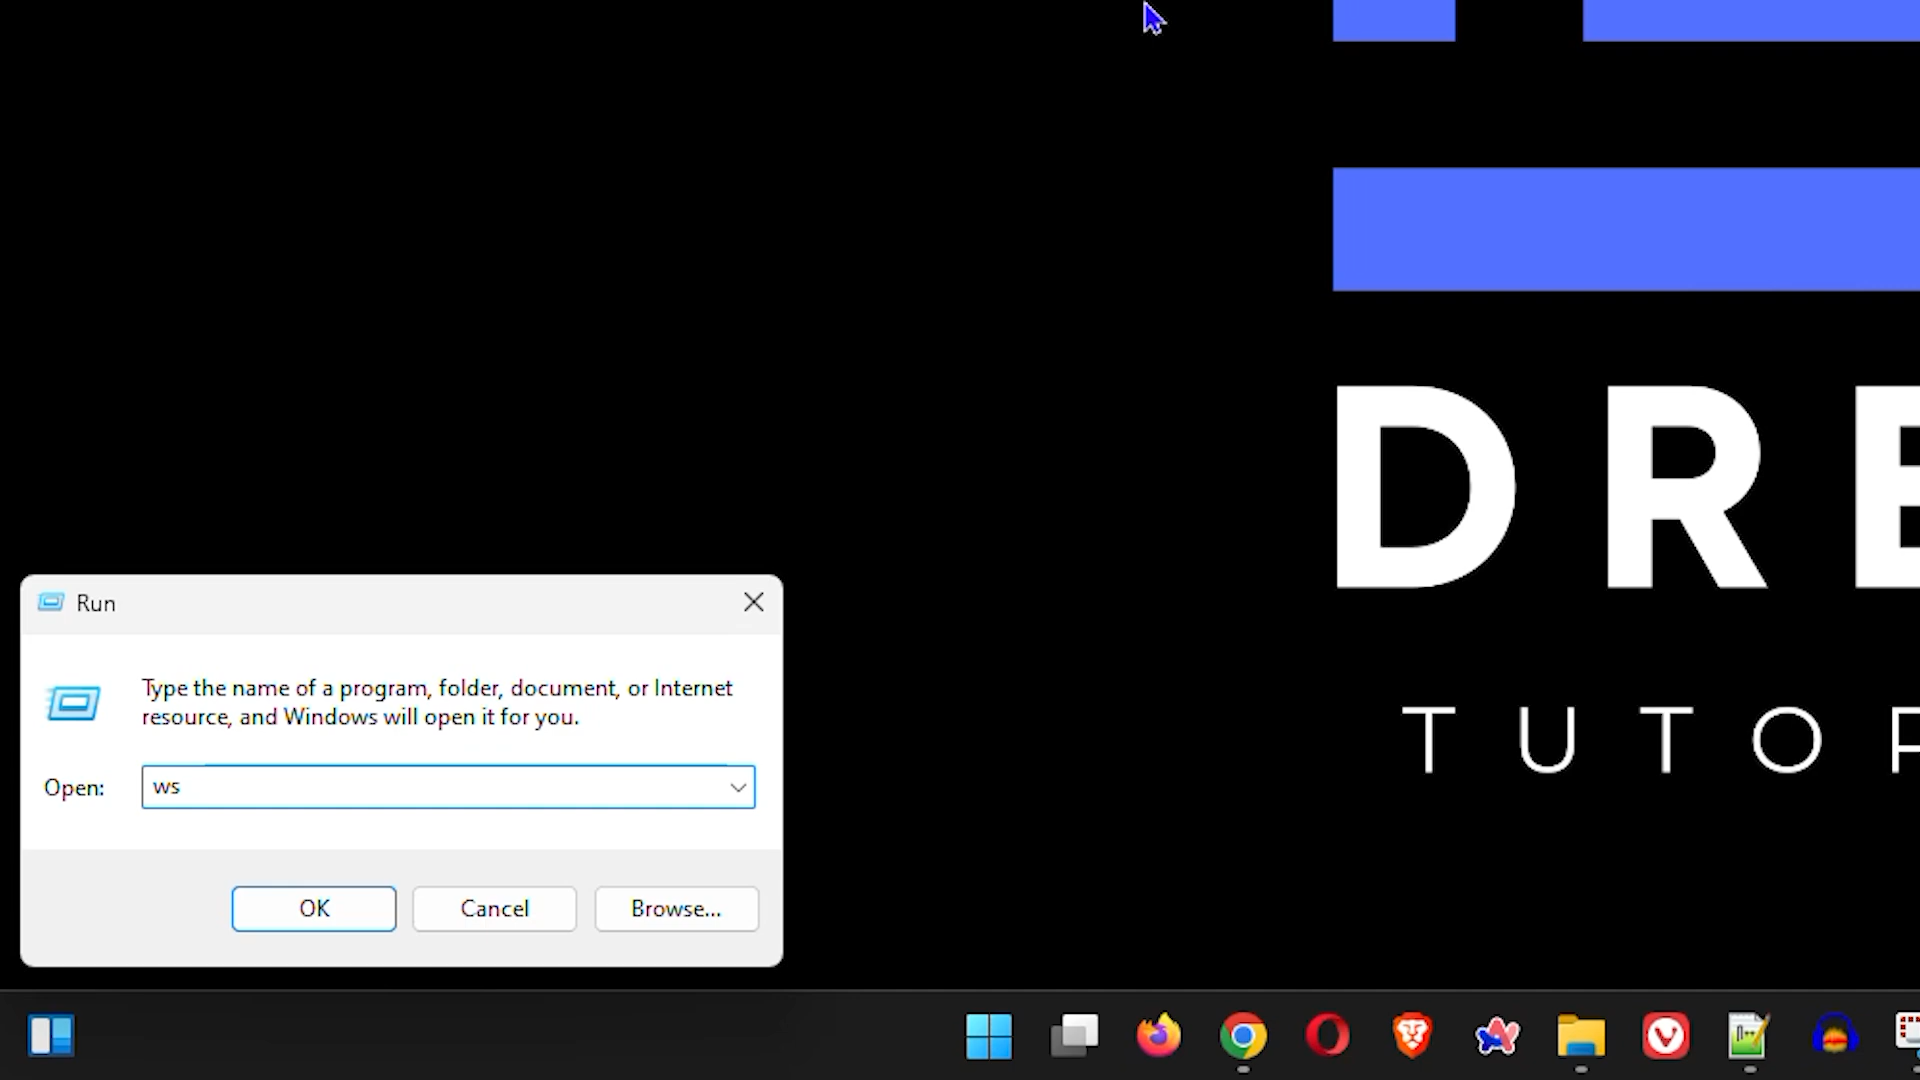 DRE
TUTO
Run
Type the name of a program, folder, document, or Internet
resource, and Windows will open it for you.
Open:
ws
OK
Cancel
Browse...